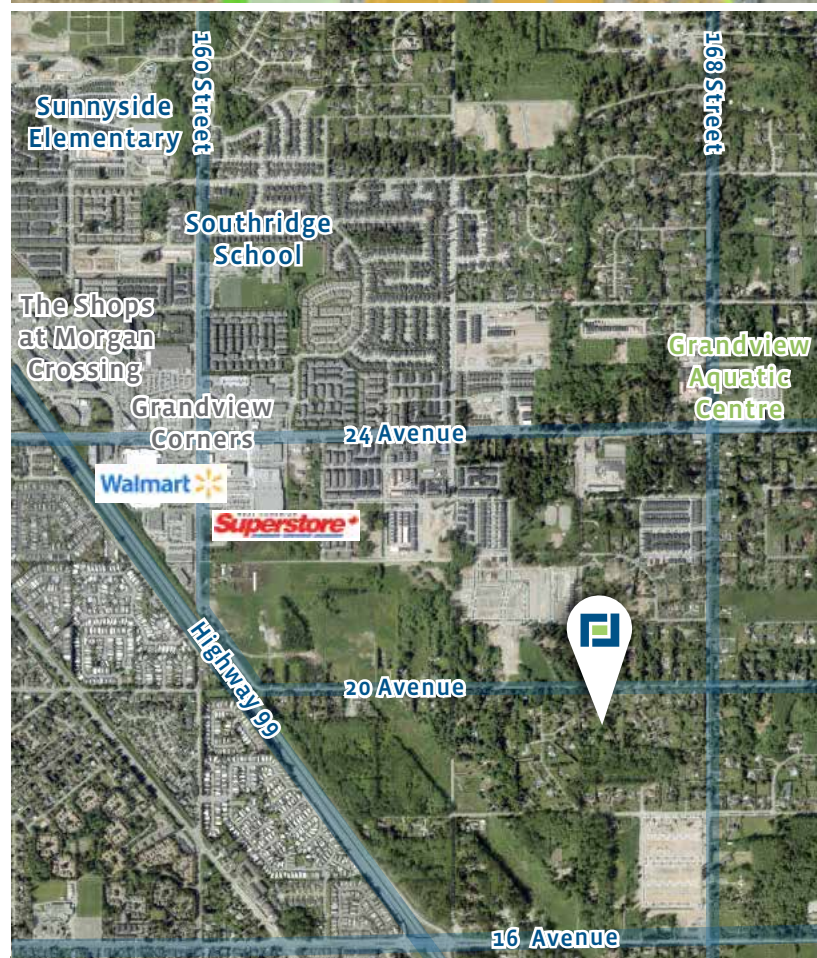 160 Street
168 Street
Sunnyside
Elementary
Southridge
School
The Shops
at Morgan
Crossing
Grandview
Aquatic
Centre
Grandview
Corners
24 Avenue
Walmart
Superstore
Highway 99
20 Avenue
16 Avenue